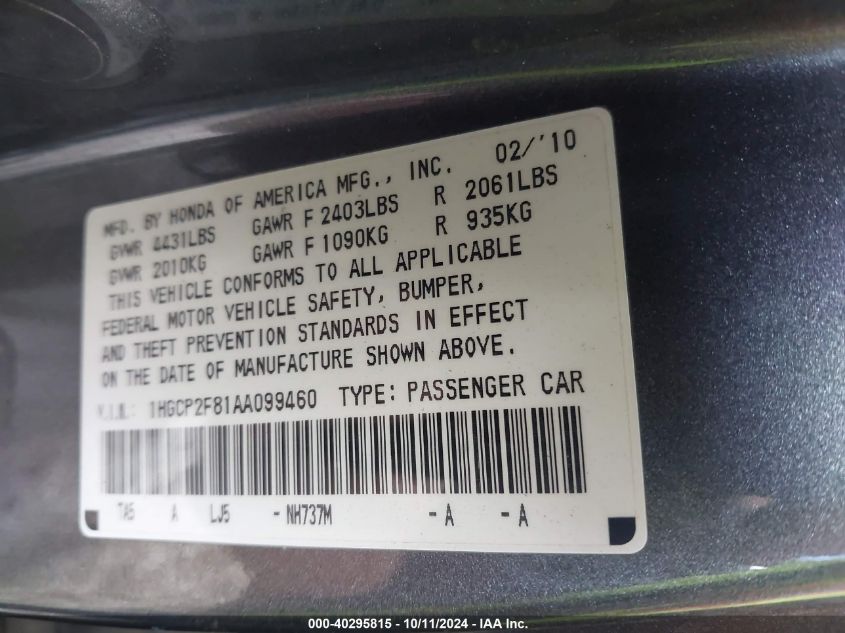 MFD. BY HONDA OF AMERICA MFG., INC. 02/'10
GVWR 4431LBS GAWR F 2403LBS R 2061LBS
GVWR 2010KG GAWR F 1090KG R 935KG
THIS VEHICLE CONFORMS TO ALL APPLICABLE
FEDERAL MOTOR VEHICLE SAFETY, BUMPER,
AND THEFT PREVENTION STANDARDS IN EFFECT
ON THE DATE OF MANUFACTURE SHOWN ABOVE.
V.I.N.: 1HGCP2F81AA099460 TYPE: PASSENGER CAR
TA5 A LJ5 - NH737M - A - A
000-40295815 - 10/11/2024 - IAA Inc.